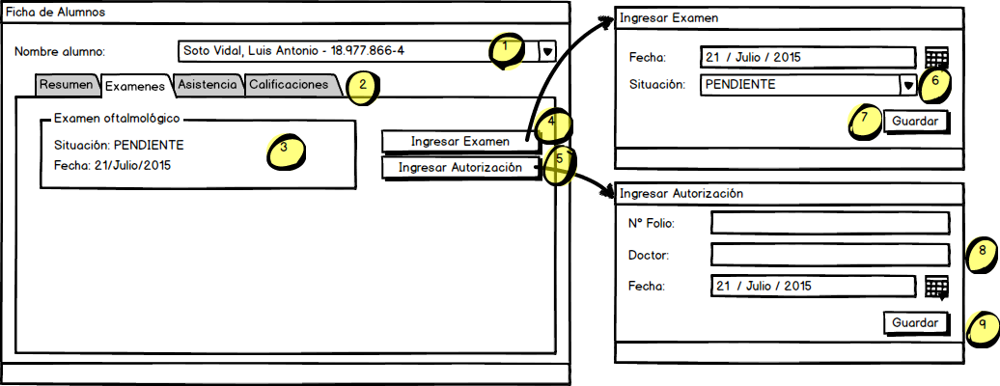 Ficha de Alumnos
Nombre alumno: Soto Vidal, Luis Antonio - 18.977.866-4 1
Resumen Examenes Asistencia Calificaciones 2
Examen oftalmológico
Situación: PENDIENTE
3
Fecha: 21/Julio/2015
4
Ingresar Examen
5
Ingresar Autorización
Ingresar Examen
Fecha: 21 / Julio / 2015
Situación: PENDIENTE 6
7 Guardar
Ingresar Autorización
N° Folio:
Doctor: 8
Fecha: 21 / Julio / 2015
Guardar 9